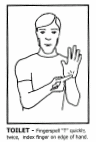 TOILET - Fingerspell "T" quickly,
twice, index finger on edge of hand.